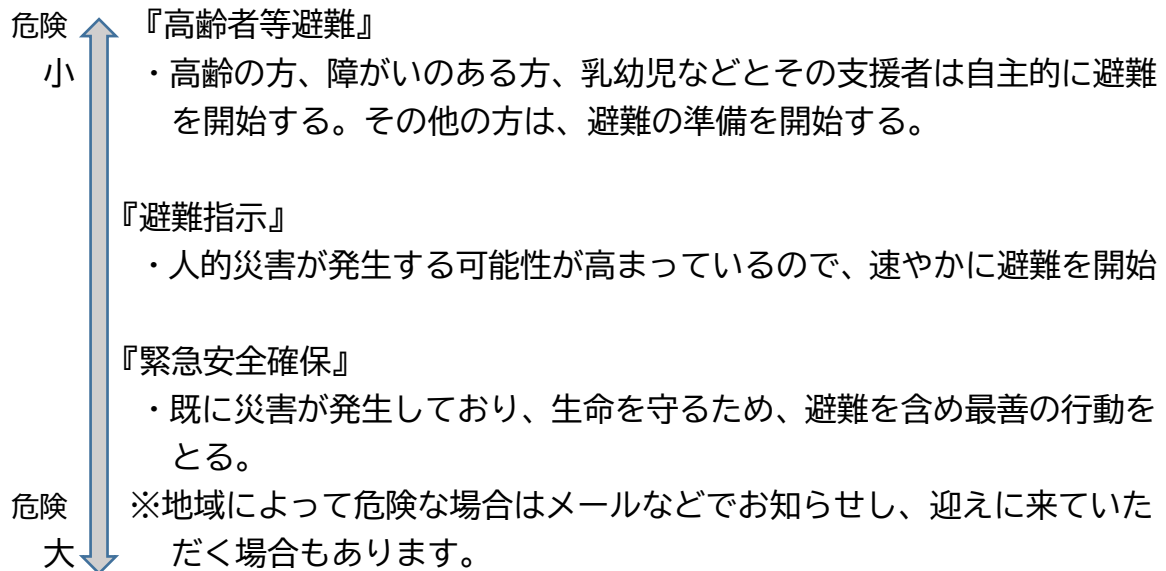 危険 『高齢者等避難』
小 ・高齢の方、障がいのある方、乳幼児などとその支援者は自主的に避難
を開始する。その他の方は、避難の準備を開始する。
『避難指示』
・人的災害が発生する可能性が高まっているので、速やかに避難を開始
『緊急安全確保』
・既に災害が発生しており、生命を守るため、避難を含め最善の行動を
とる。
危険 ※地域によって危険な場合はメールなどでお知らせし、迎えに来ていた
大 だく場合もあります。